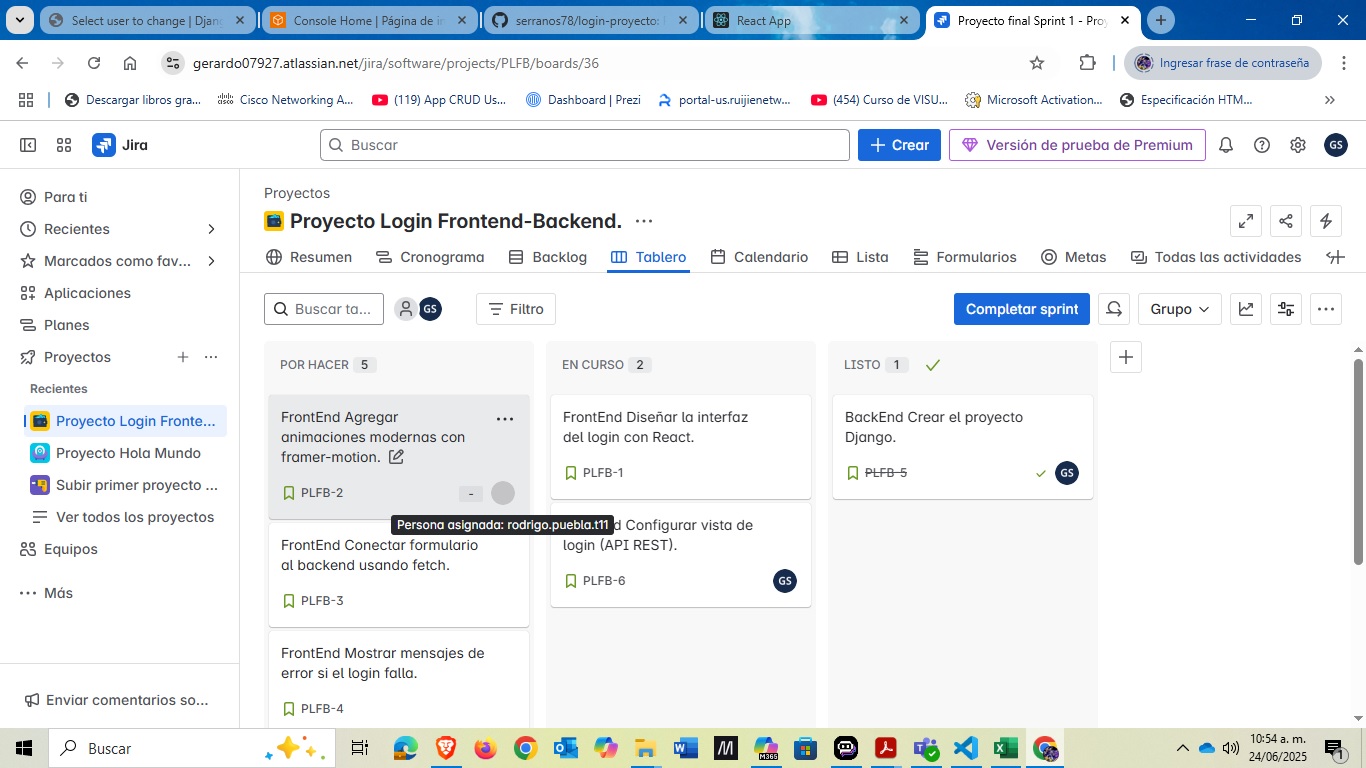 Select user to change | Djan
Console Home | Página de in
serranos78/login-proyecto:
React App
Proyecto final Sprint 1 - Proy
gerardo07927.atlassian.net/jira/software/projects/PLFB/boards/36
Ingresar frase de contraseña
Descargar libros gra...
Cisco Networking A...
(119) App CRUD Us...
Dashboard | Prezi
portal-us.ruijienetw...
(454) Curso de VISU...
Microsoft Activation...
Especificación HTM...
Jira
Buscar
Crear
Versión de prueba de Premium
GS
Para ti
Recientes
Marcados como fav...
Aplicaciones
Planes
Proyectos
Recientes
Proyecto Login Fronte...
Proyecto Hola Mundo
Subir primer proyecto ...
Ver todos los proyectos
Equipos
Más
Enviar comentarios so...
Proyectos
Proyecto Login Frontend-Backend.
Resumen
Cronograma
Backlog
Tablero
Calendario
Lista
Formularios
Metas
Todas las actividades
Buscar ta...
GS
Filtro
Completar sprint
Grupo
POR HACER 5
FrontEnd Agregar
animaciones modernas con
framer-motion.
PLFB-2
-
Persona asignada: rodrigo.puebla.t11
FrontEnd Conectar formulario
al backend usando fetch.
PLFB-3
FrontEnd Mostrar mensajes de
error si el login falla.
PLFB-4
EN CURSO 2
FrontEnd Diseñar la interfaz
del login con React.
PLFB-1
d Configurar vista de
login (API REST).
PLFB-6
GS
LISTO 1
BackEnd Crear el proyecto
Django.
PLFB-5
GS
Buscar
M365
10:54 a. m.
24/06/2025
1